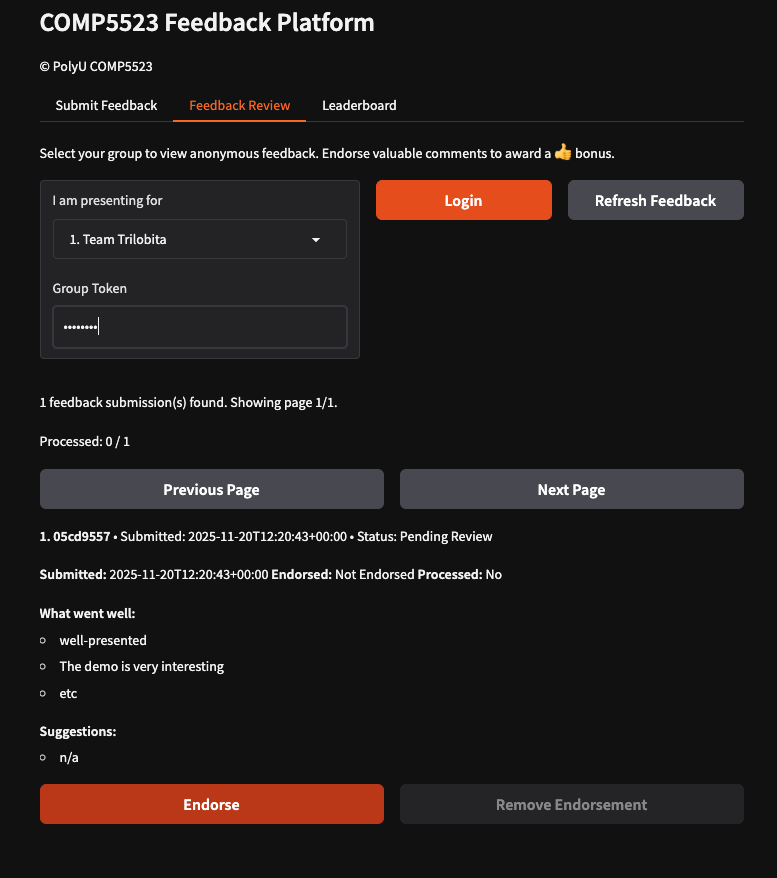 COMP5523 Feedback Platform
© PolyU COMP5523
Submit Feedback Feedback Review Leaderboard
Select your group to view anonymous feedback. Endorse valuable comments to award a 👍 bonus.
I am presenting for
Login Refresh Feedback
1. Team Trilobita
Group Token
••••••••
1 feedback submission(s) found. Showing page 1/1.
Processed: 0 / 1
Previous Page Next Page
1. 05cd9557 • Submitted: 2025-11-20T12:20:43+00:00 • Status: Pending Review
Submitted: 2025-11-20T12:20:43+00:00 Endorsed: Not Endorsed Processed: No
What went well:
well-presented
The demo is very interesting
etc
Suggestions:
n/a
Endorse Remove Endorsement